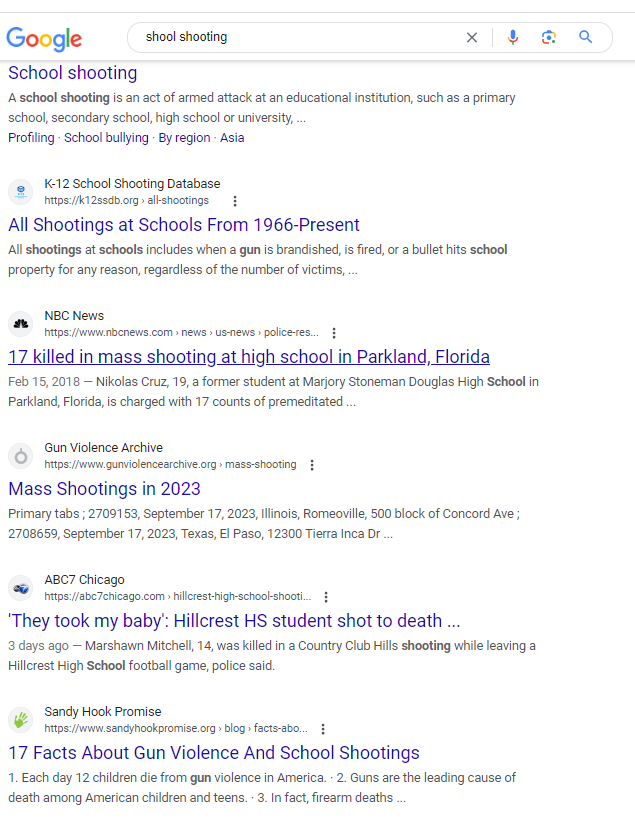 Google
shool shooting
School shooting
A school shooting is an act of armed attack at an educational institution, such as a primary
school, secondary school, high school or university, ...
Profiling · School bullying · By region · Asia
K-12 School Shooting Database
https://k12ssdb.org › all-shootings
All Shootings at Schools From 1966-Present
All shootings at schools includes when a gun is brandished, is fired, or a bullet hits school
property for any reason, regardless of the number of victims, ...
NBC News
https://www.nbcnews.com › news › us-news › police-res...
17 killed in mass shooting at high school in Parkland, Florida
Feb 15, 2018 — Nikolas Cruz, 19, a former student at Marjory Stoneman Douglas High School in
Parkland, Florida, is charged with 17 counts of premeditated ...
Gun Violence Archive
https://www.gunviolencearchive.org › mass-shooting
Mass Shootings in 2023
Primary tabs ; 2709153, September 17, 2023, Illinois, Romeoville, 500 block of Concord Ave ;
2708659, September 17, 2023, Texas, El Paso, 12300 Tierra Inca Dr ...
ABC7 Chicago
https://abc7chicago.com › hillcrest-high-school-shooti...
'They took my baby': Hillcrest HS student shot to death ...
3 days ago — Marshawn Mitchell, 14, was killed in a Country Club Hills shooting while leaving a
Hillcrest High School football game, police said.
Sandy Hook Promise
https://www.sandyhookpromise.org › blog › facts-abo...
17 Facts About Gun Violence And School Shootings
1. Each day 12 children die from gun violence in America. · 2. Guns are the leading cause of
death among American children and teens. · 3. In fact, firearm deaths ...